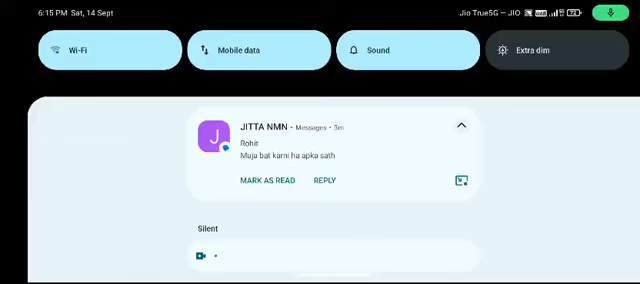 6:15 PM Sat, 14 Sept
Jio True5G — JIO
72
Wi-Fi
Mobile data
Sound
Extra dim
J
JITTA NMN • Messages • 3m
Rohit
Muja bat karni ha apka sath
MARK AS READ
REPLY
Silent